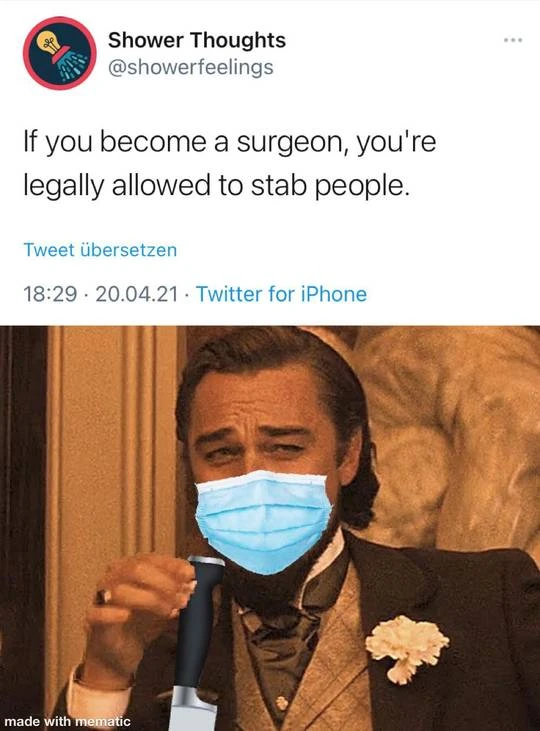 Shower Thoughts
@showerfeelings
If you become a surgeon, you're
legally allowed to stab people.
Tweet übersetzen
18:29 · 20.04.21 · Twitter for iPhone
made with mematic